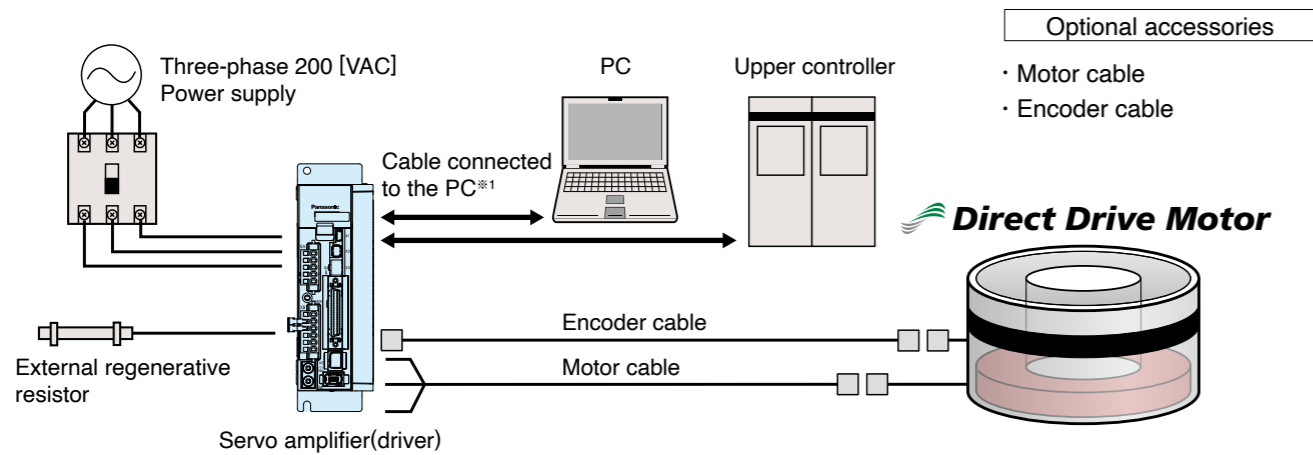 Optional accessories
・Motor cable
・Encoder cable
Three-phase 200 [VAC]
Power supply
PC
Upper controller
Cable connected
to the PC※1
Panasonic
Direct Drive Motor
Encoder cable
Motor cable
External regenerative
resistor
Servo amplifier(driver)